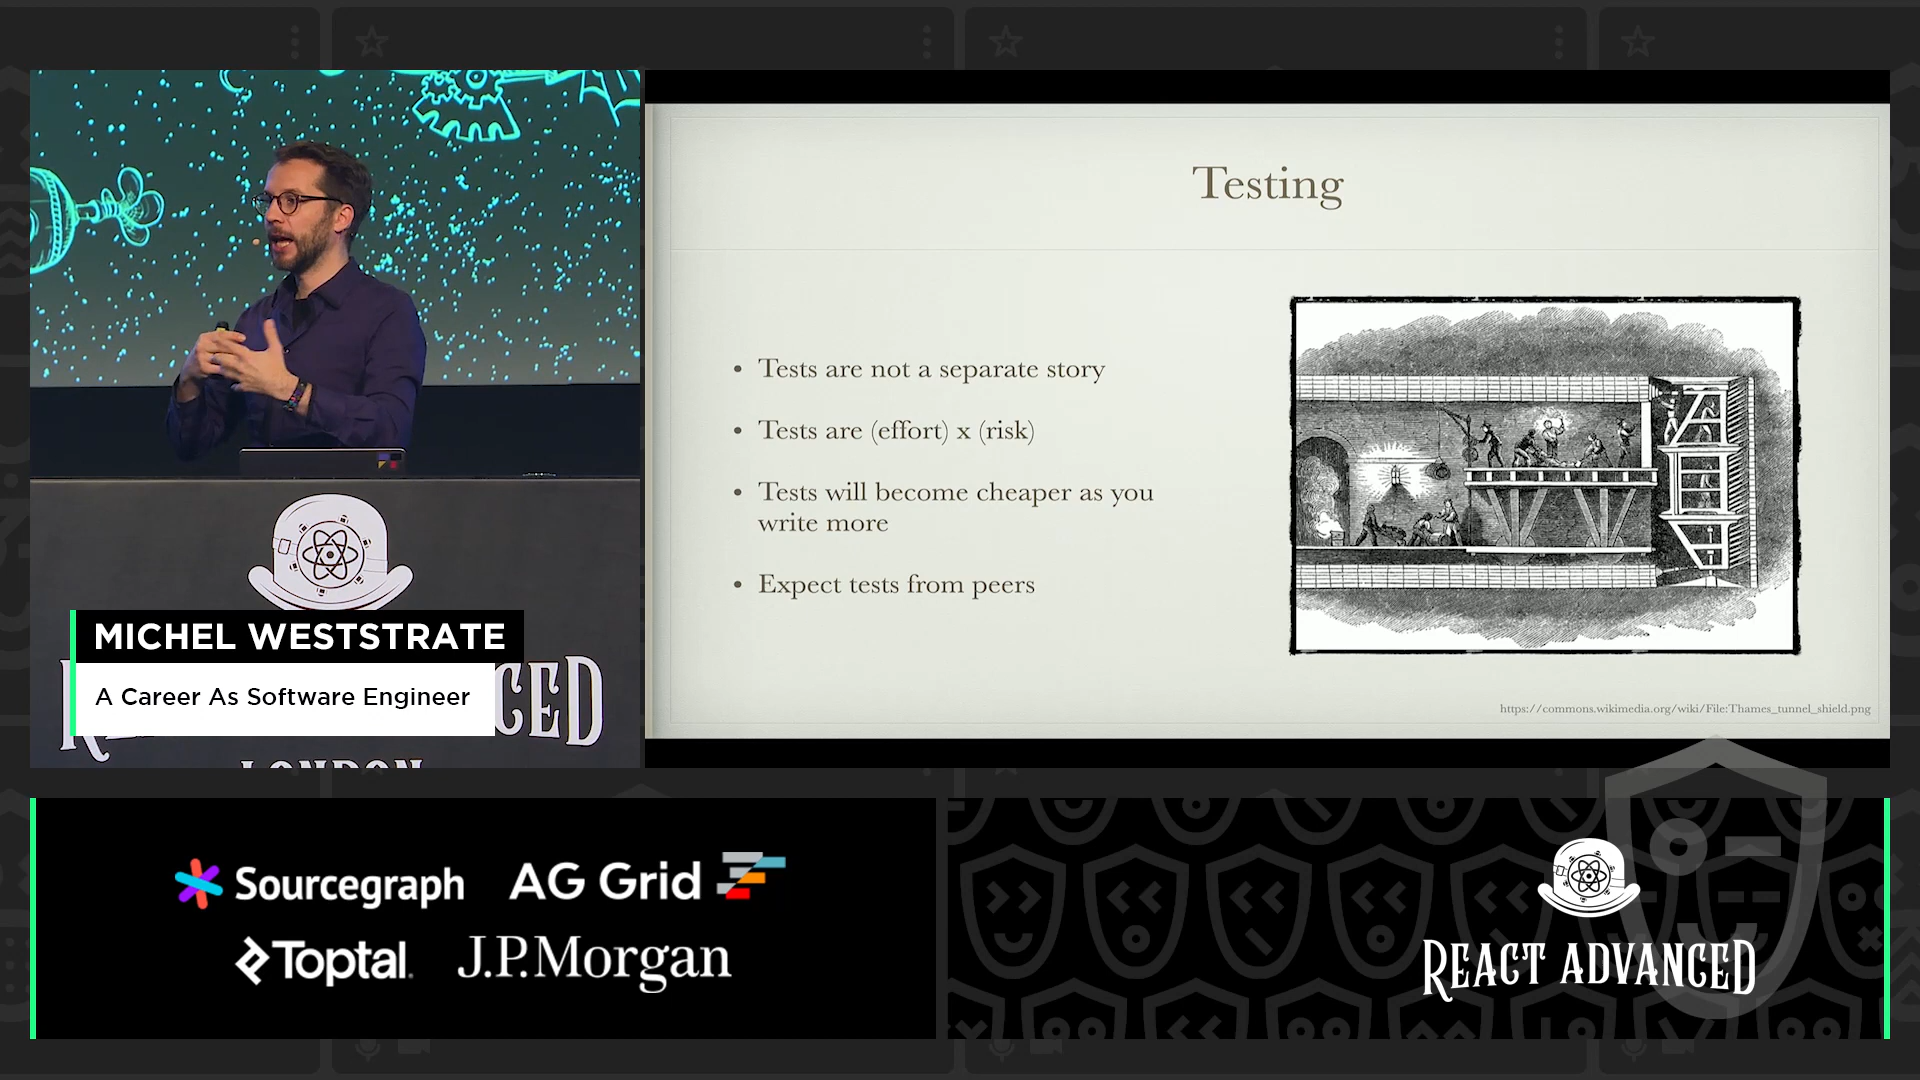 Testing
• Tests are not a separate story
• Tests are (effort) x (risk)
• Tests will become cheaper as you
write more
• Expect tests from peers
https://commons.wikimedia.org/wiki/File:Thames_tunnel_shield.png
MICHEL WESTSTRATE
A Career As Software Engineer
CED
LONDON
Sourcegraph
AG Grid
Toptal
J.P.Morgan
REACT ADVANCED